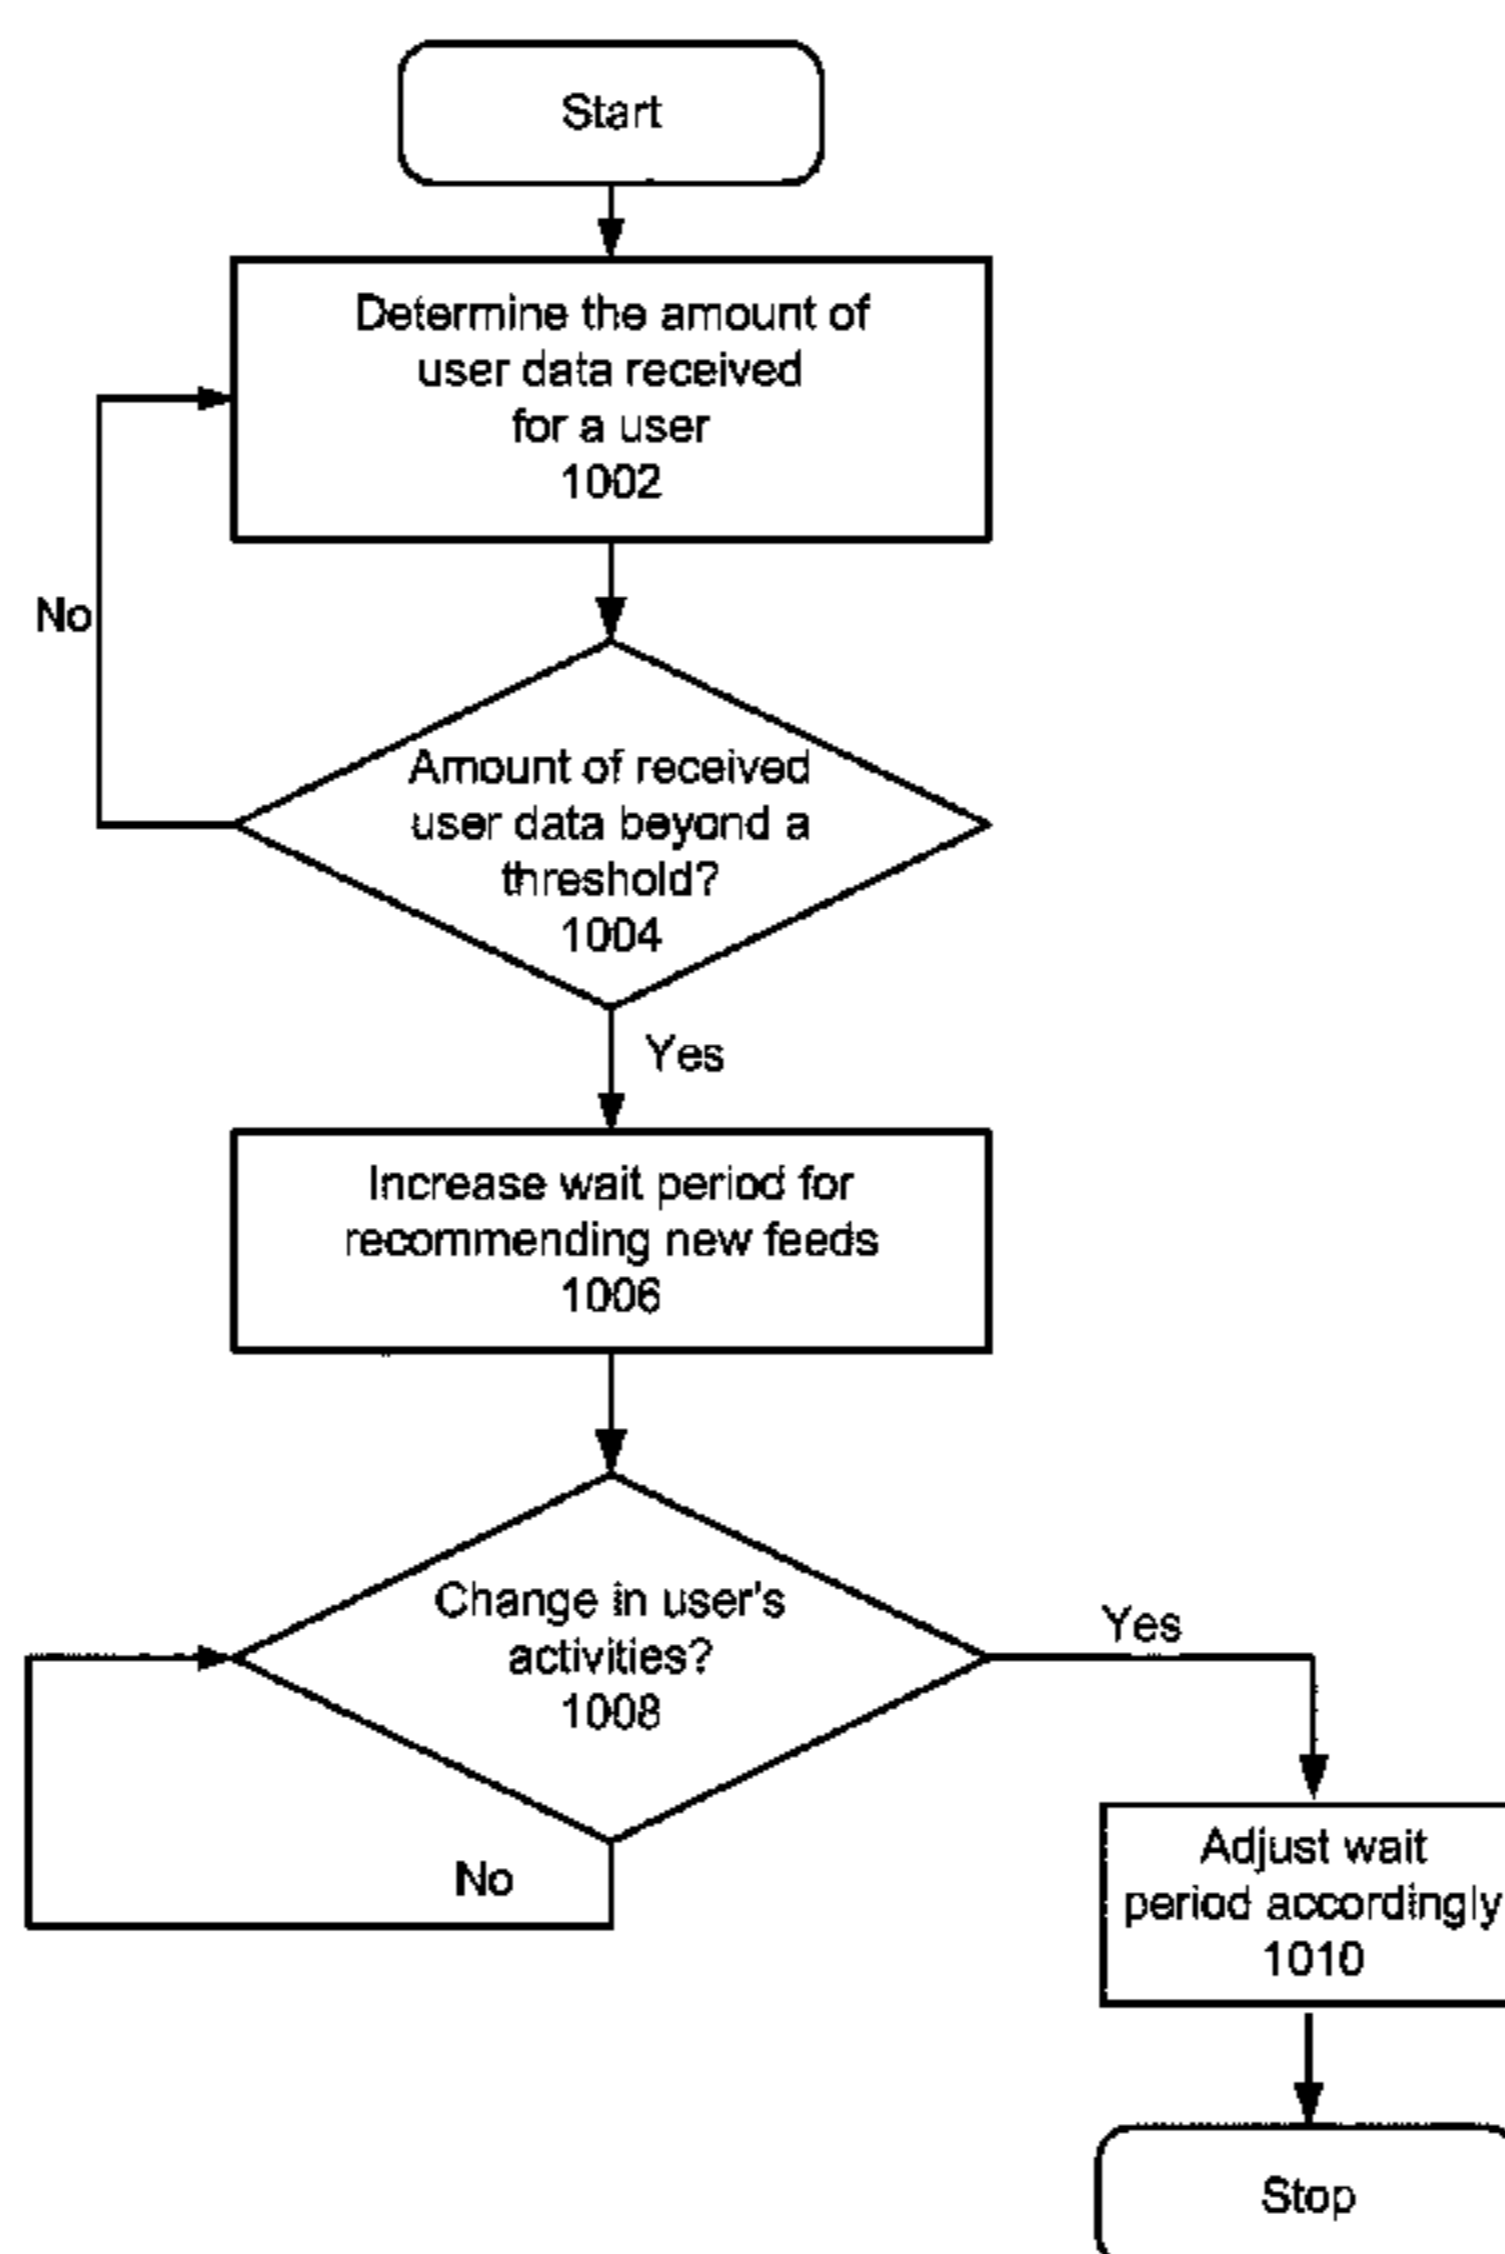 Start
Determine the amount of
user data received
for a user
1002
No
Amount of received
user data beyond a
threshold?
1004
Yes
Increase wait period for
recommending new feeds
1006
Change in user's
activities?
1008
Yes
No
Adjust wait
period accordingly
1010
Stop